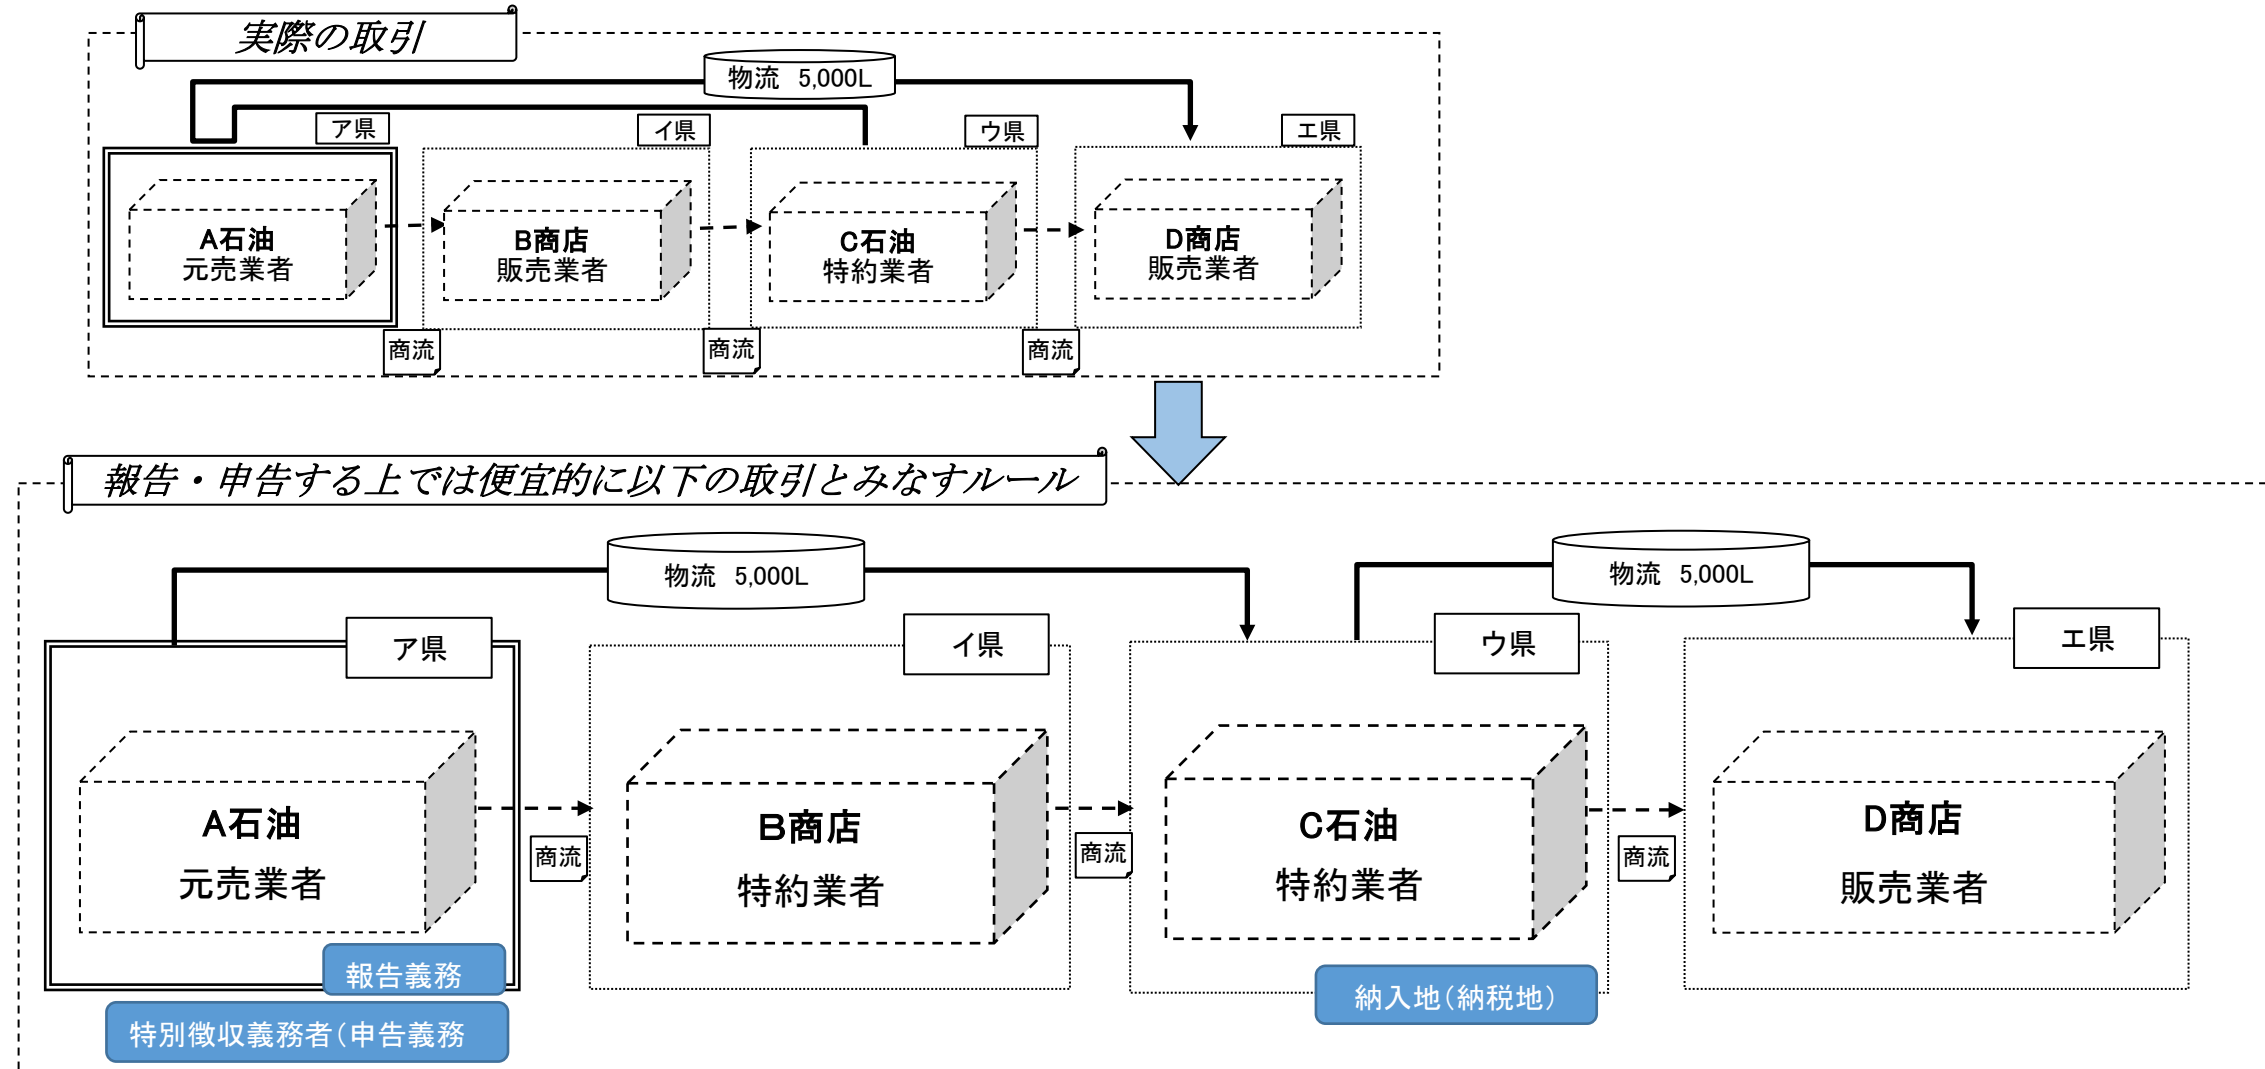 実際の取引
物流 5,000L
ア県
イ県
ウ県
エ県
A石油
元売業者
B商店
販売業者
C石油
特約業者
D商店
販売業者
商流
商流
商流
報告・申告する上では便宜的に以下の取引とみなすルール
物流 5,000L
物流 5,000L
ア県
イ県
ウ県
エ県
A石油
元売業者
B商店
特約業者
C石油
特約業者
D商店
販売業者
商流
商流
商流
報告義務
特別徴収義務者(申告義務
納入地(納税地)